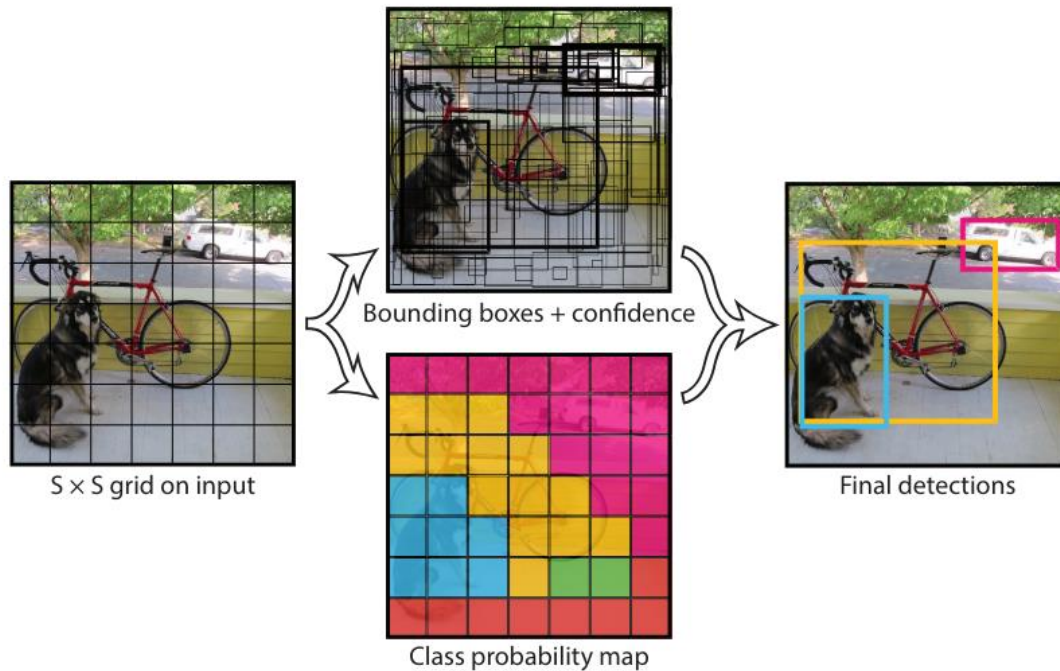 Bounding boxes + confidence
S × S grid on input
Final detections
Class probability map